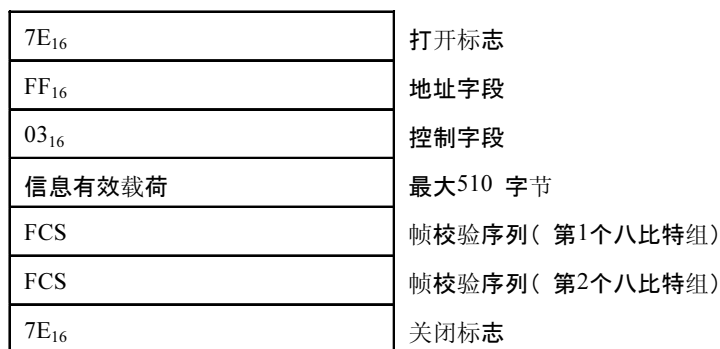 7E₁₆ 打开标志
FF₁₆ 地址字段
03₁₆ 控制字段
信息有效载荷 最大510 字节
FCS 帧校验序列( 第1个八比特组)
FCS 帧校验序列( 第2个八比特组)
7E₁₆ 关闭标志